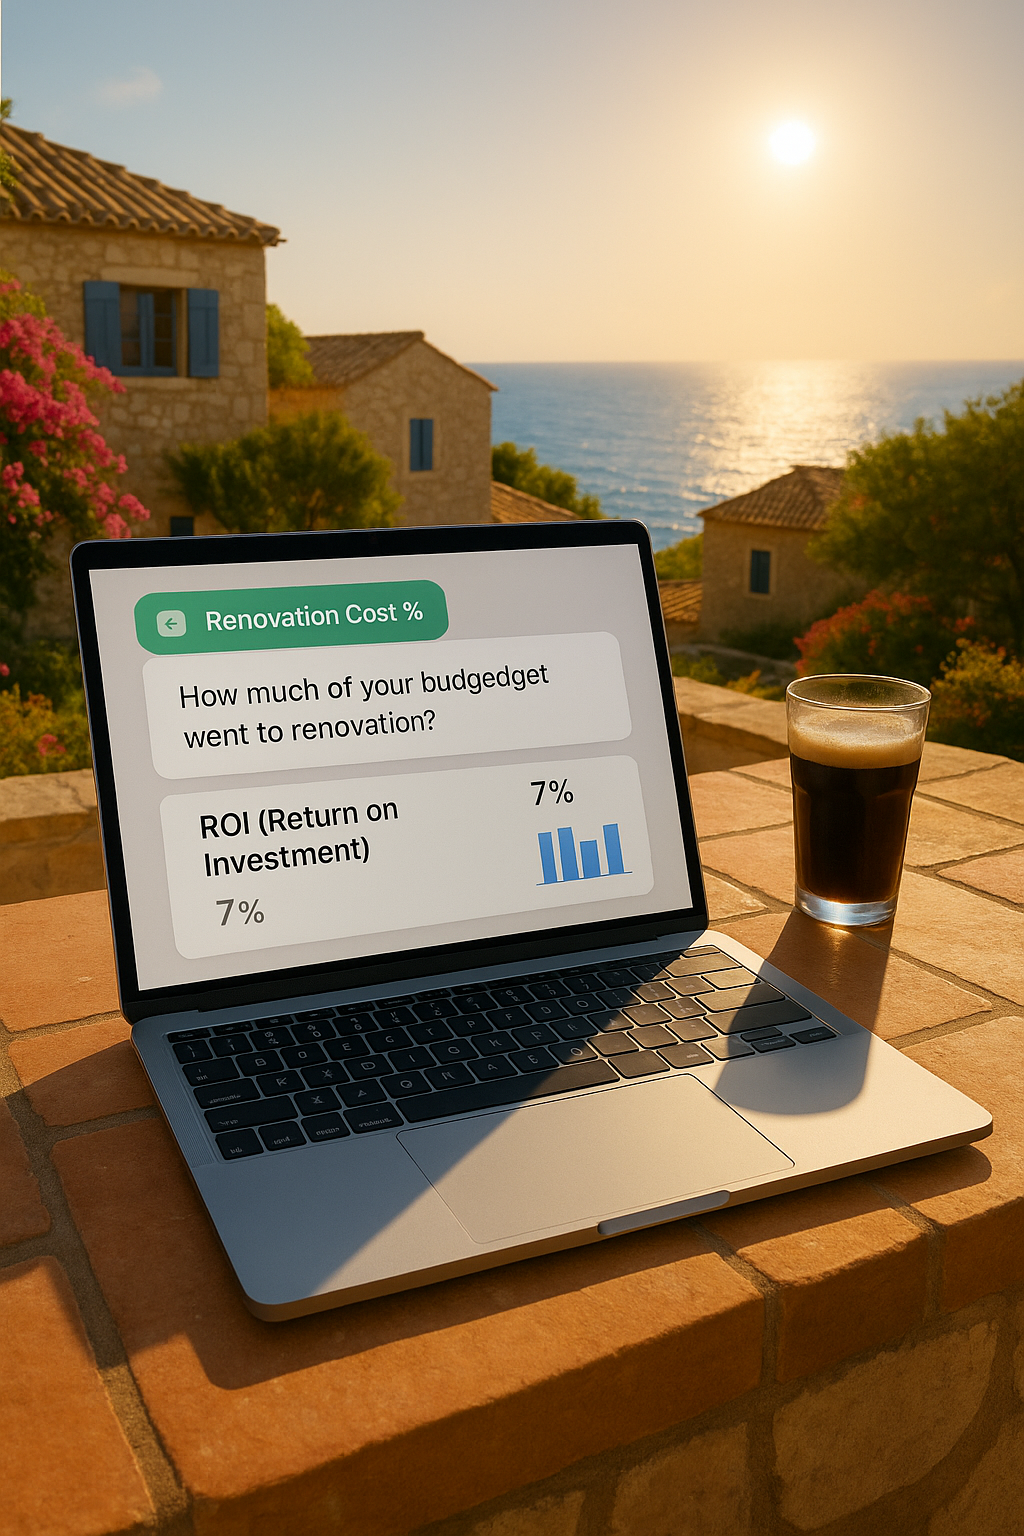 Renovation Cost %
How much of your budgedget
went to renovation?
ROI (Return on
Investment)
7%
7%